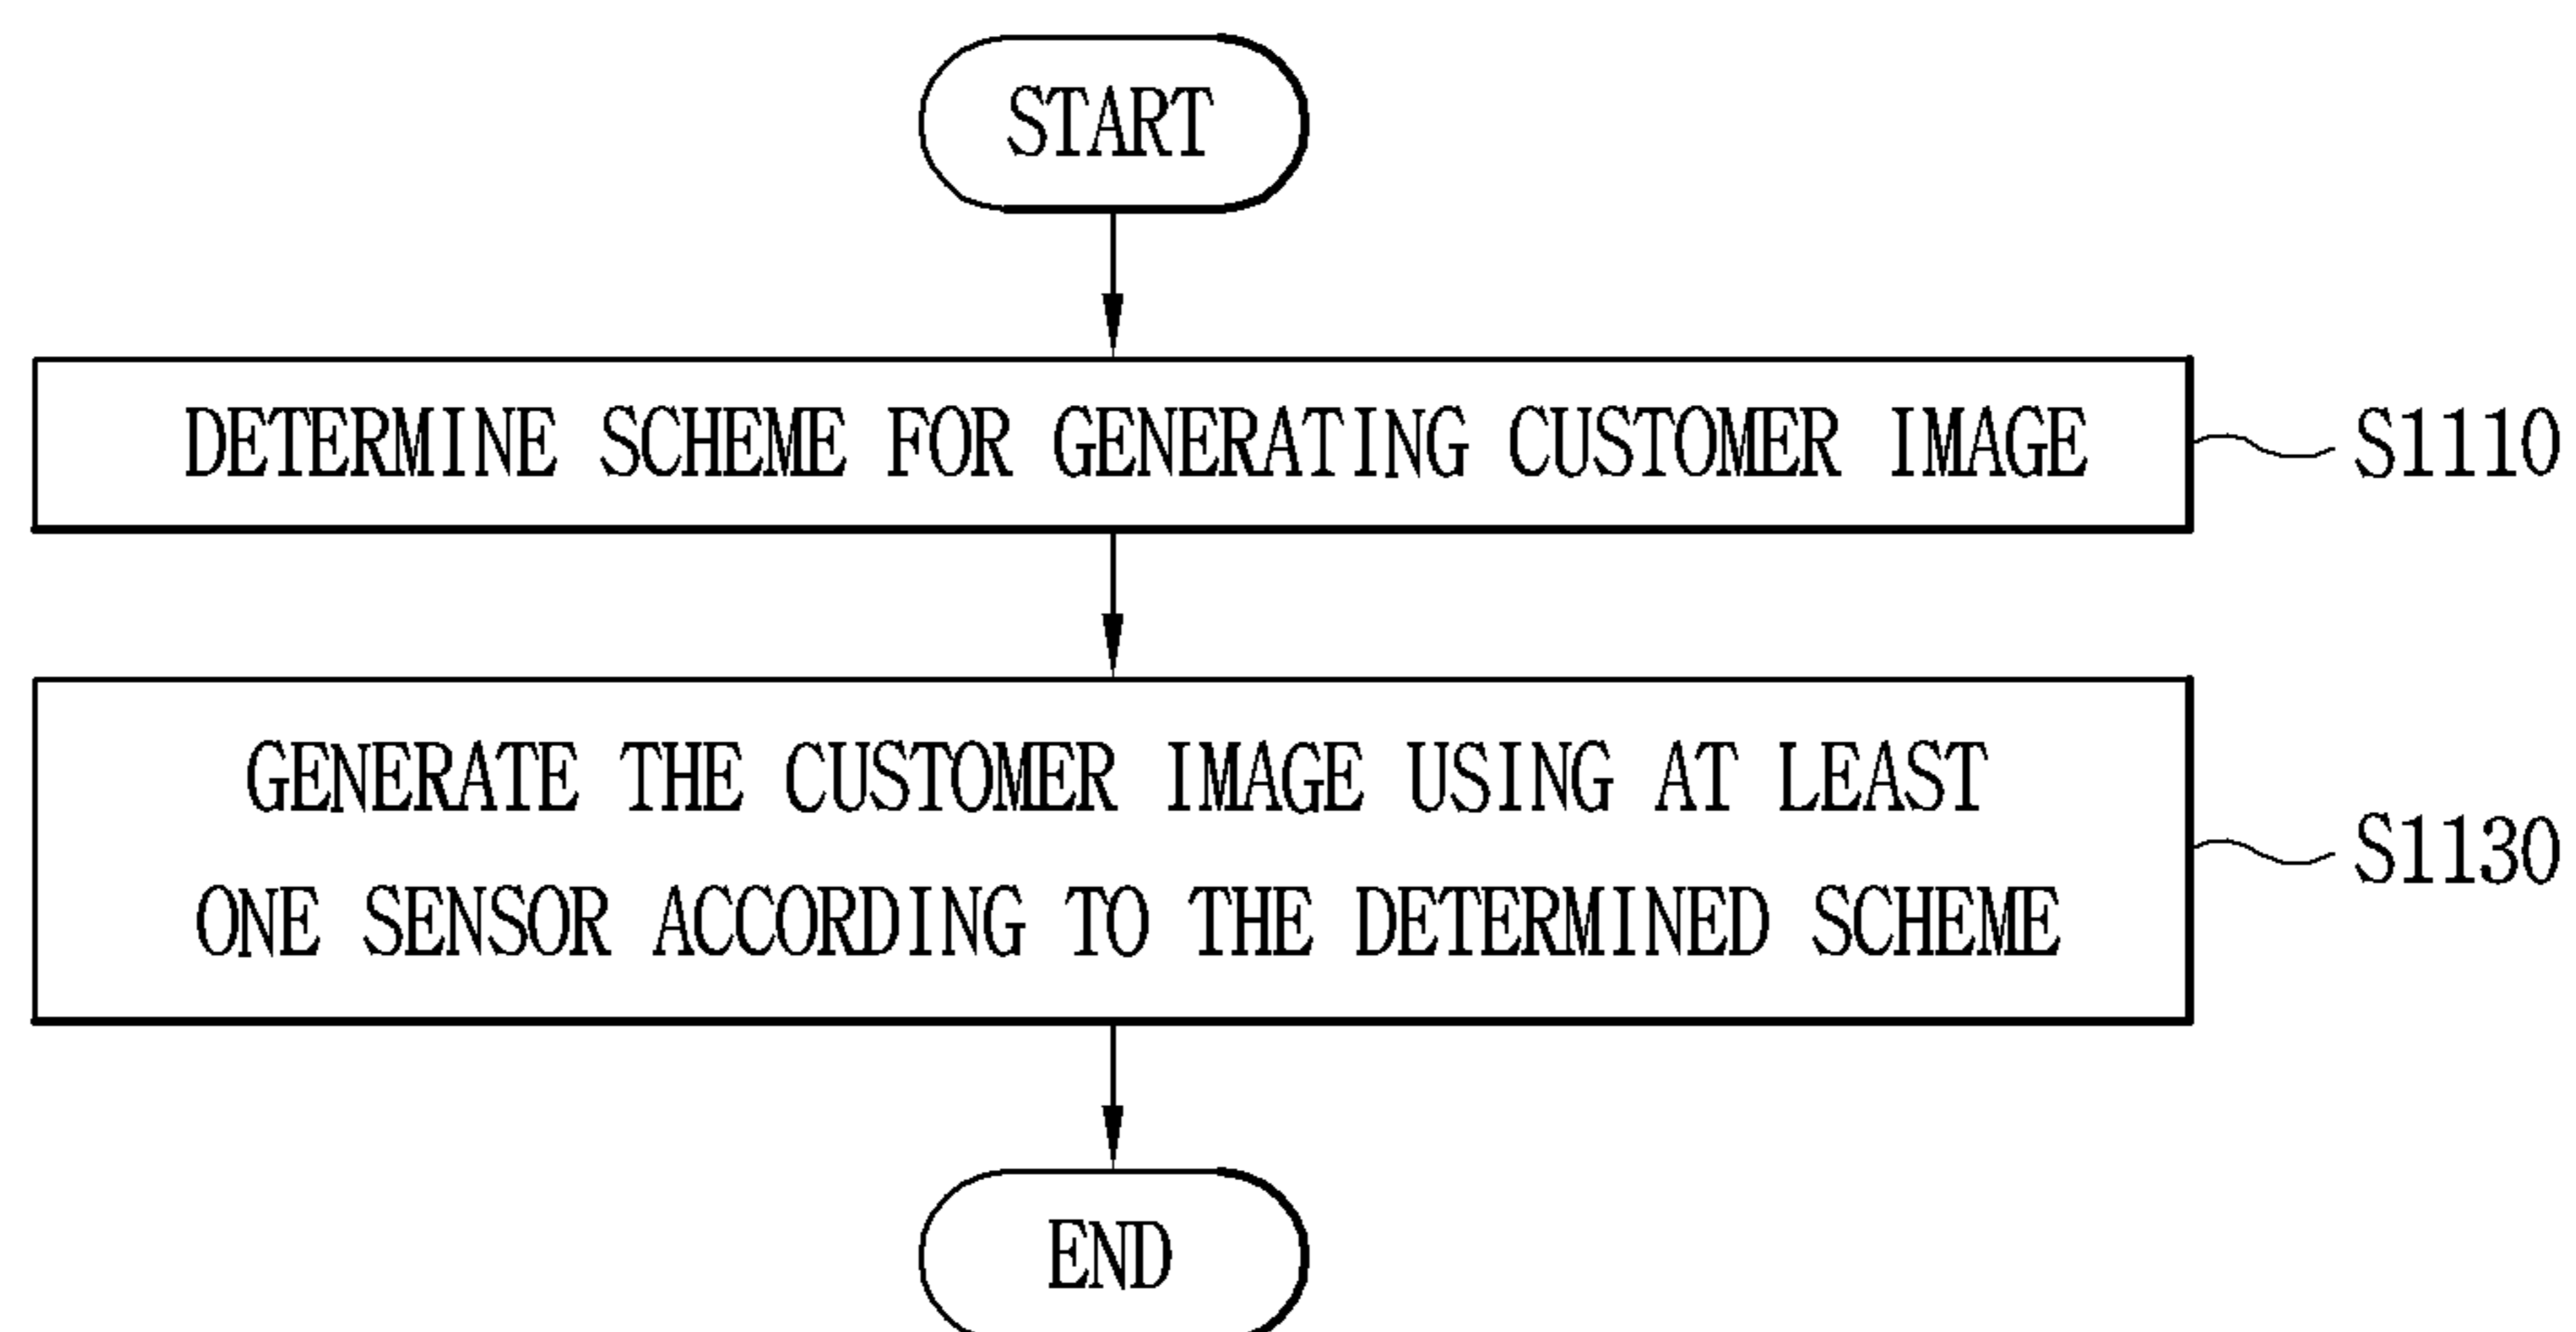 START
DETERMINE SCHEME FOR GENERATING CUSTOMER IMAGE
S1110
GENERATE THE CUSTOMER IMAGE USING AT LEAST
ONE SENSOR ACCORDING TO THE DETERMINED SCHEME
S1130
END